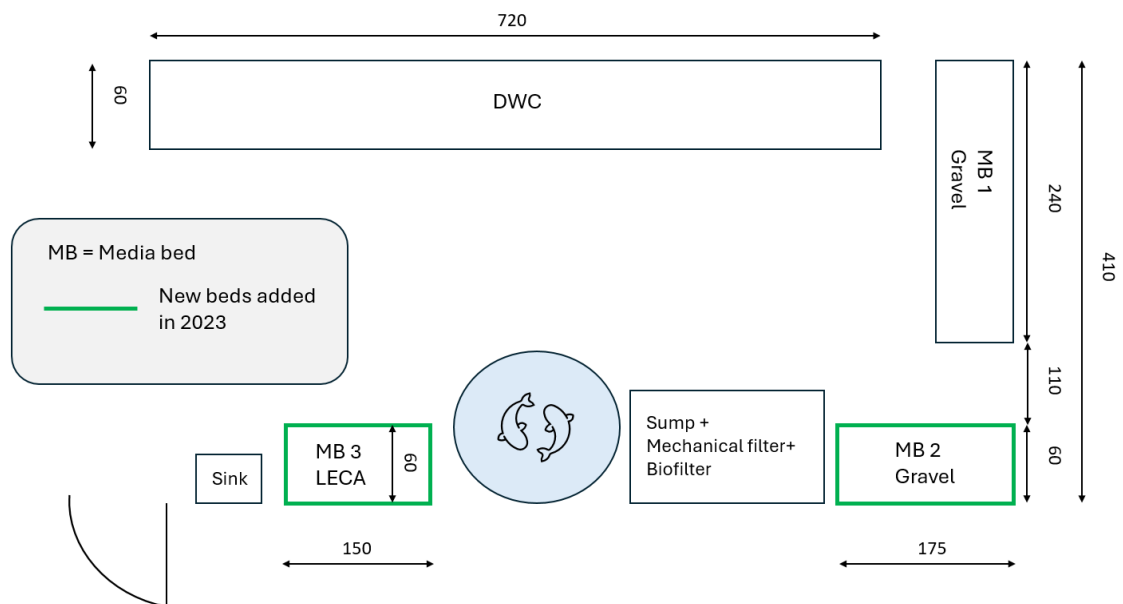 720
60
DWC
MB 1
Gravel
240
410
MB = Media bed
New beds added
in 2023
110
Sump +
Mechanical filter+
Biofilter
MB 3
LECA
60
MB 2
Gravel
60
Sink
150
175